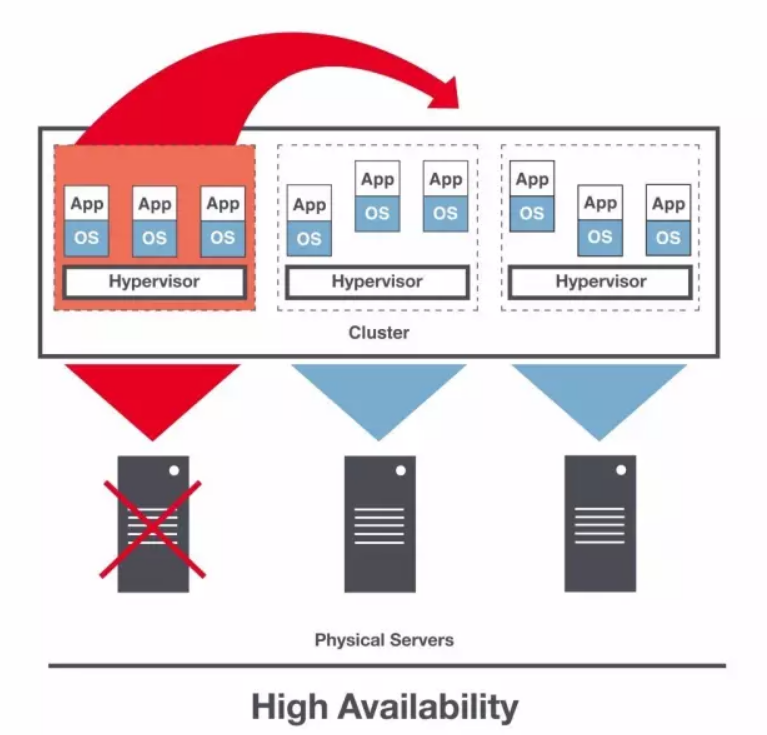 App App App
OS OS OS
Hypervisor
App App App
OS OS OS
Hypervisor
App App App
OS OS OS
Hypervisor
Cluster
Physical Servers
High Availability